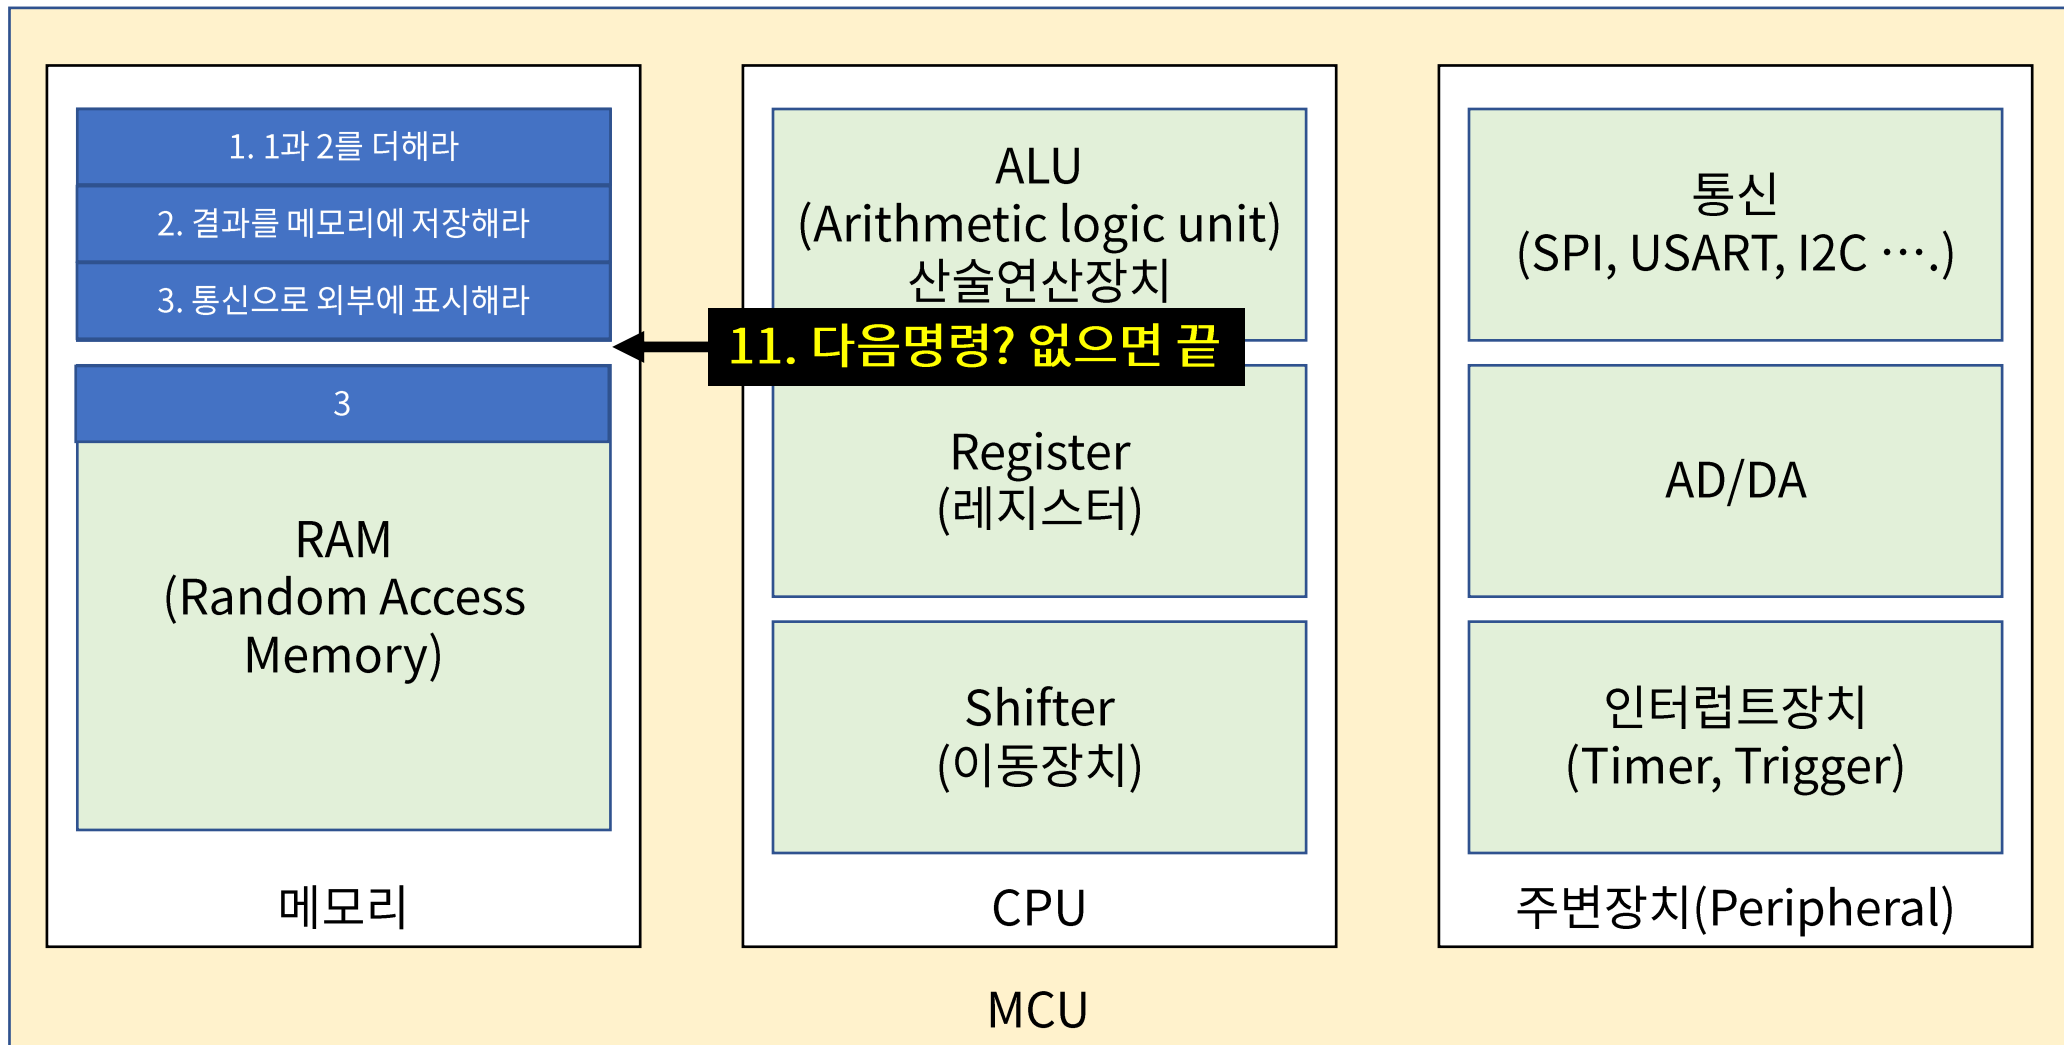 1. 1과 2를 더해라
2. 결과를 메모리에 저장해라
3. 통신으로 외부에 표시해라
3
RAM
(Random Access
Memory)
메모리
ALU
(Arithmetic logic unit)
산술연산장치
11. 다음명령? 없으면 끝
Register
(레지스터)
Shifter
(이동장치)
CPU
통신
(SPI, USART, I2C ….)
AD/DA
인터럽트장치
(Timer, Trigger)
주변장치(Peripheral)
MCU